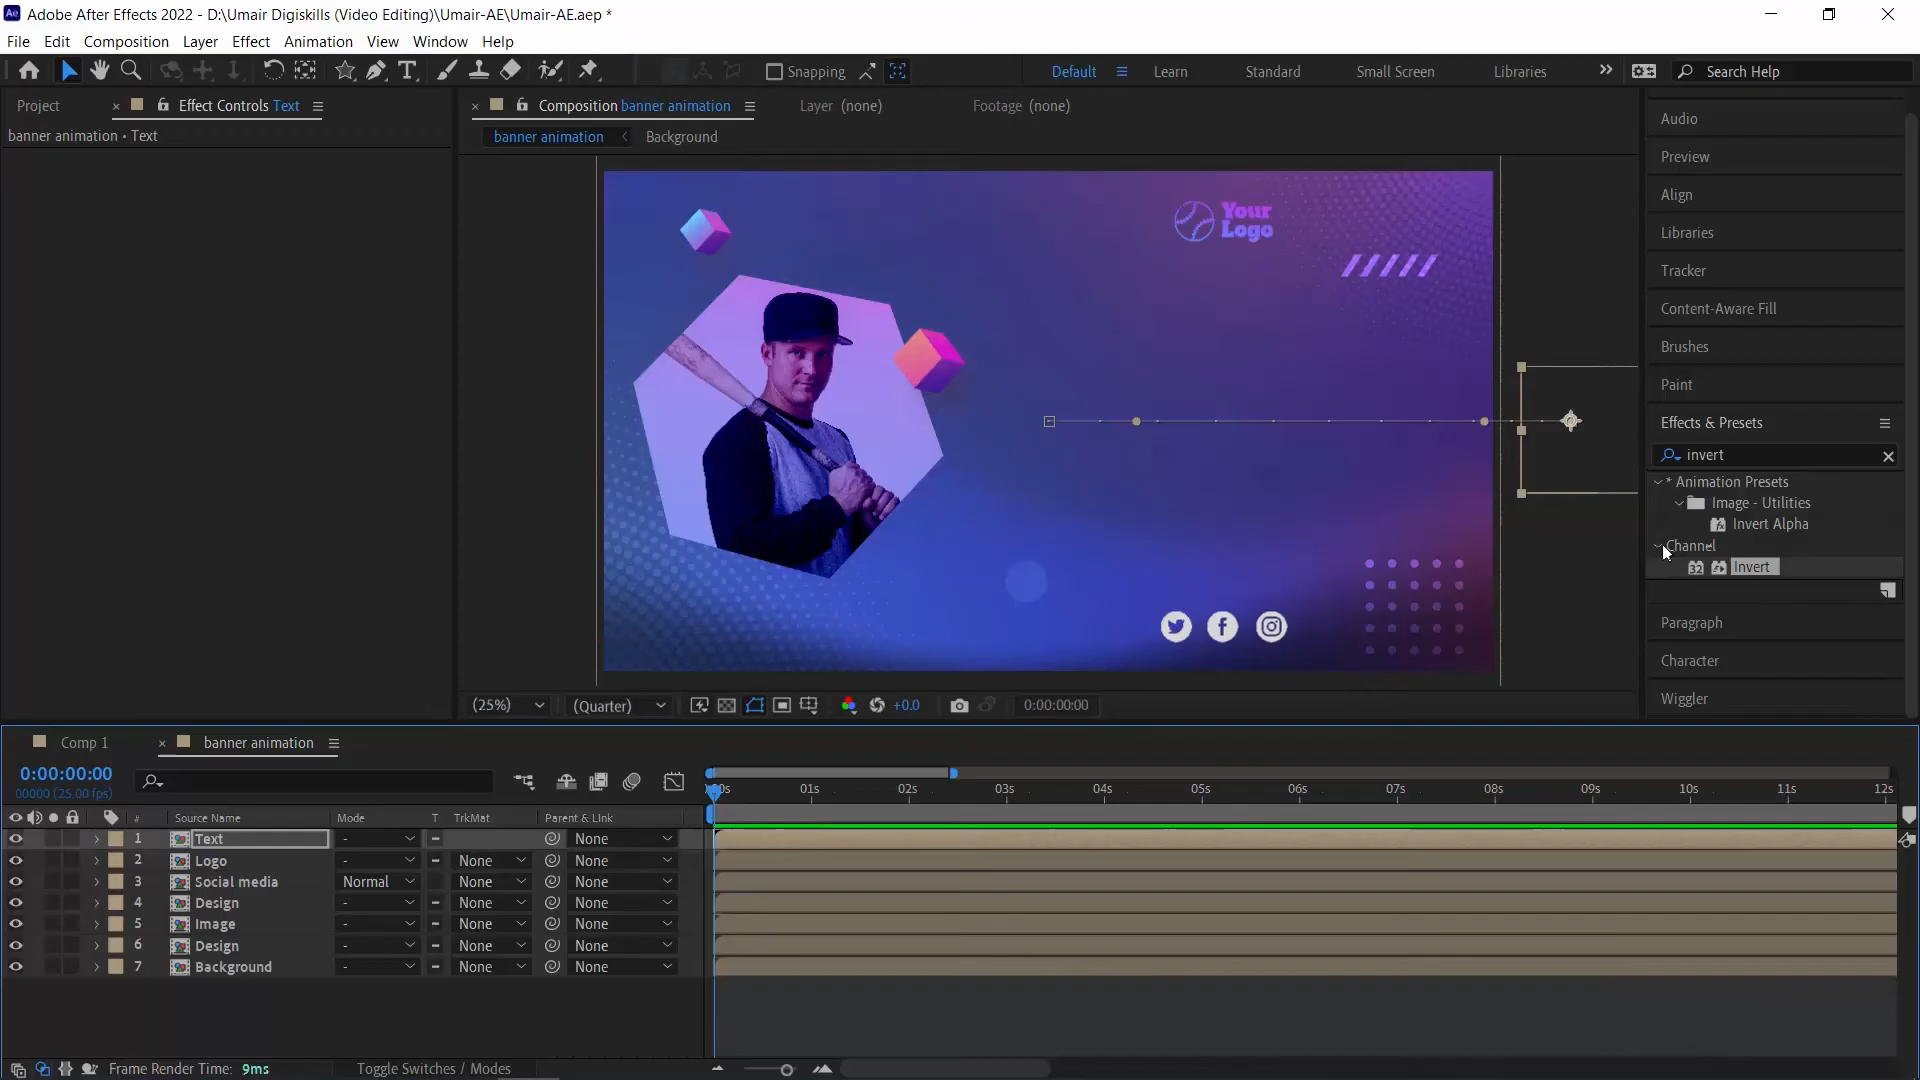 Adobe After Effects 2022 - D:\Umair Digiskills (Video Editing)\Umair-AE\Umair-AE.aep *
File Edit Composition Layer Effect Animation View Window Help
Snapping Default Learn Standard Small Screen Libraries Search Help
Project Effect Controls Text
Composition banner animation Layer (none) Footage (none)
banner animation • Text
banner animation Background
Audio
Preview
Align
Libraries
Tracker
Content-Aware Fill
Brushes
Paint
Effects & Presets
invert
* Animation Presets
Image - Utilities
Invert Alpha
Channel
32 Invert
Paragraph
Character
Wiggler
Your
Logo
(25%) (Quarter) +0.0 0:00:00:00
Comp 1 banner animation
0:00:00:00
00000 (25.00 fps)
01s 02s 03s 04s 05s 06s 07s 08s 09s 10s 11s 12s
# Source Name Mode T TrkMat Parent & Link
1 Text - None
2 Logo - None None
3 Social media Normal None None
4 Design - None None
5 Image - None None
6 Design - None None
7 Background - None None
Frame Render Time: 9ms Toggle Switches / Modes